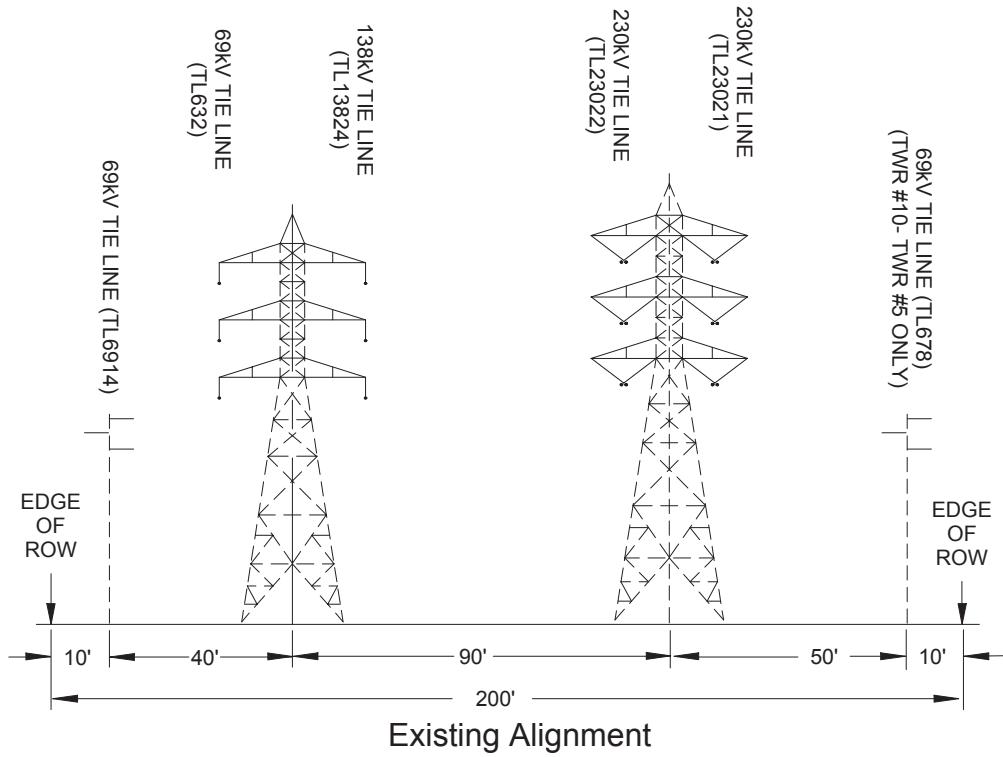 69kV TIE LINE
(TL632)
138kV TIE LINE
(TL13824)
230kV TIE LINE
(TL23022)
230kV TIE LINE
(TL23021)
69kV TIE LINE (TL6914)
69kV TIE LINE (TL678)
(TWR #10- TWR #5 ONLY)
EDGE
OF
ROW
EDGE
OF
ROW
10'
40'
90'
50'
10'
200'
Existing Alignment